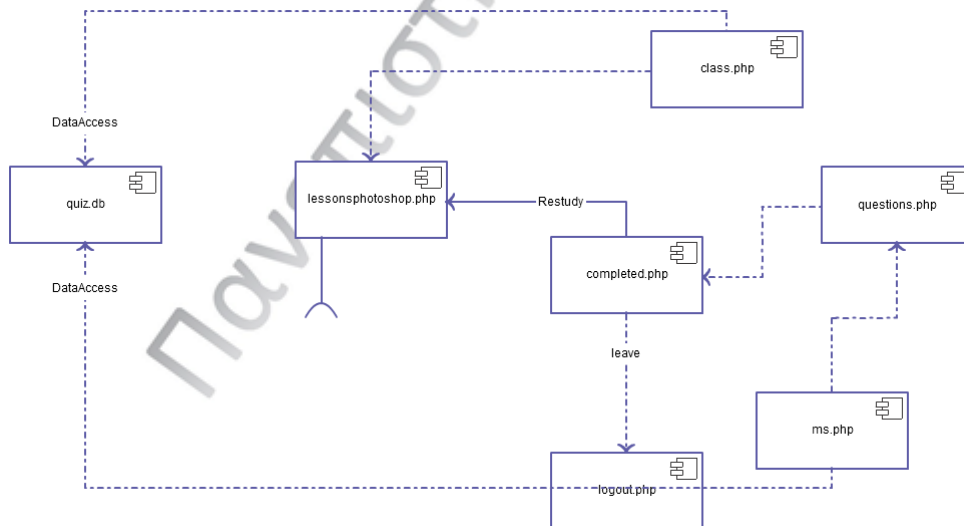 class.php
DataAccess
quiz.db
lessonsphotoshop.php
Restudy
questions.php
completed.php
DataAccess
leave
ms.php
logout.php